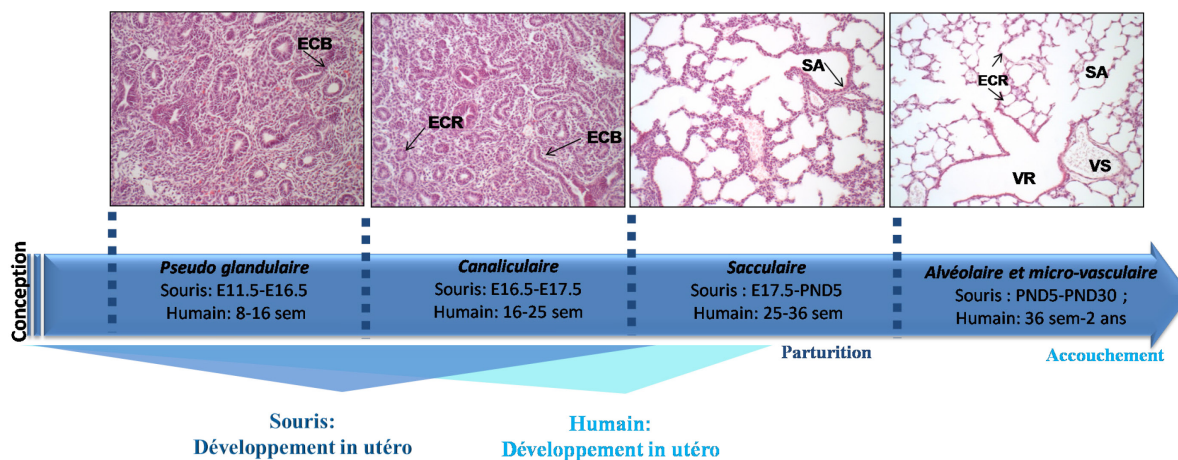 ECB
ECR
ECB
SA
ECR
SA
VR
VS
Conception
Pseudo glandulaire
Souris: E11.5-E16.5
Humain: 8-16 sem
Canaliculaire
Souris: E16.5-E17.5
Humain: 16-25 sem
Sacculaire
Souris : E17.5-PND5
Humain: 25-36 sem
Alvéolaire et micro-vasculaire
Souris : PND5-PND30 ;
Humain: 36 sem-2 ans
Parturition
Accouchement
Souris:
Développement in utéro
Humain:
Développement in utéro